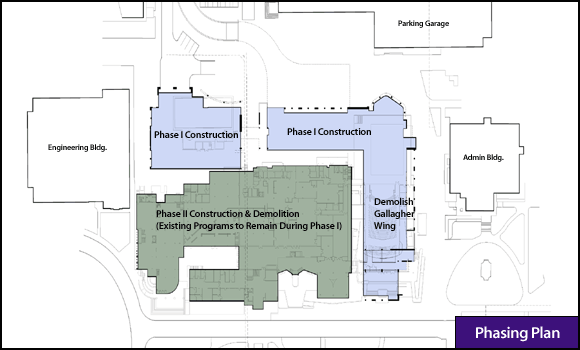 Parking Garage
Phase I Construction
Phase I Construction
Engineering Bldg.
Admin Bldg.
Phase II Construction & Demolition
(Existing Programs to Remain During Phase I)
Demolish
Gallagher
Wing
Phasing Plan